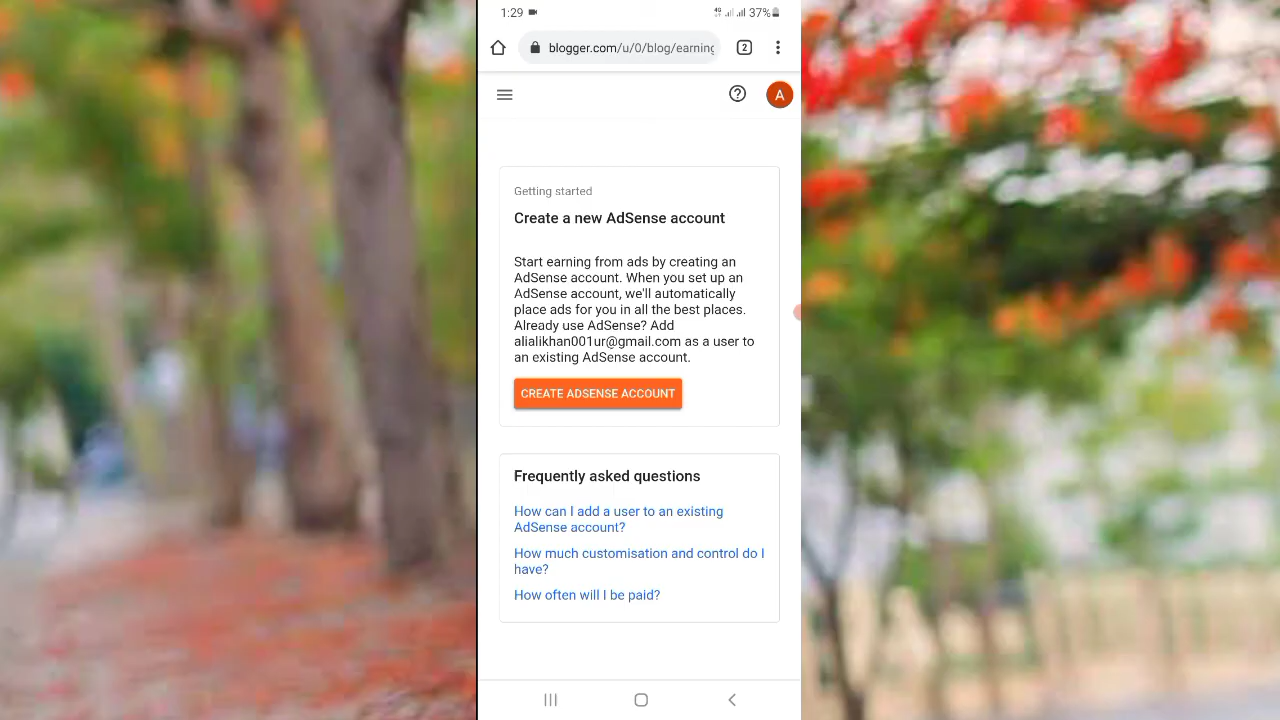 1:29
4G
37%
blogger.com/u/0/blog/earning
2
A
Getting started
Create a new AdSense account
Start earning from ads by creating an
AdSense account. When you set up an
AdSense account, we'll automatically
place ads for you in all the best places.
Already use AdSense? Add
alialikhan001ur@gmail.com as a user to
an existing AdSense account.
CREATE ADSENSE ACCOUNT
Frequently asked questions
How can I add a user to an existing
AdSense account?
How much customisation and control do I
have?
How often will I be paid?